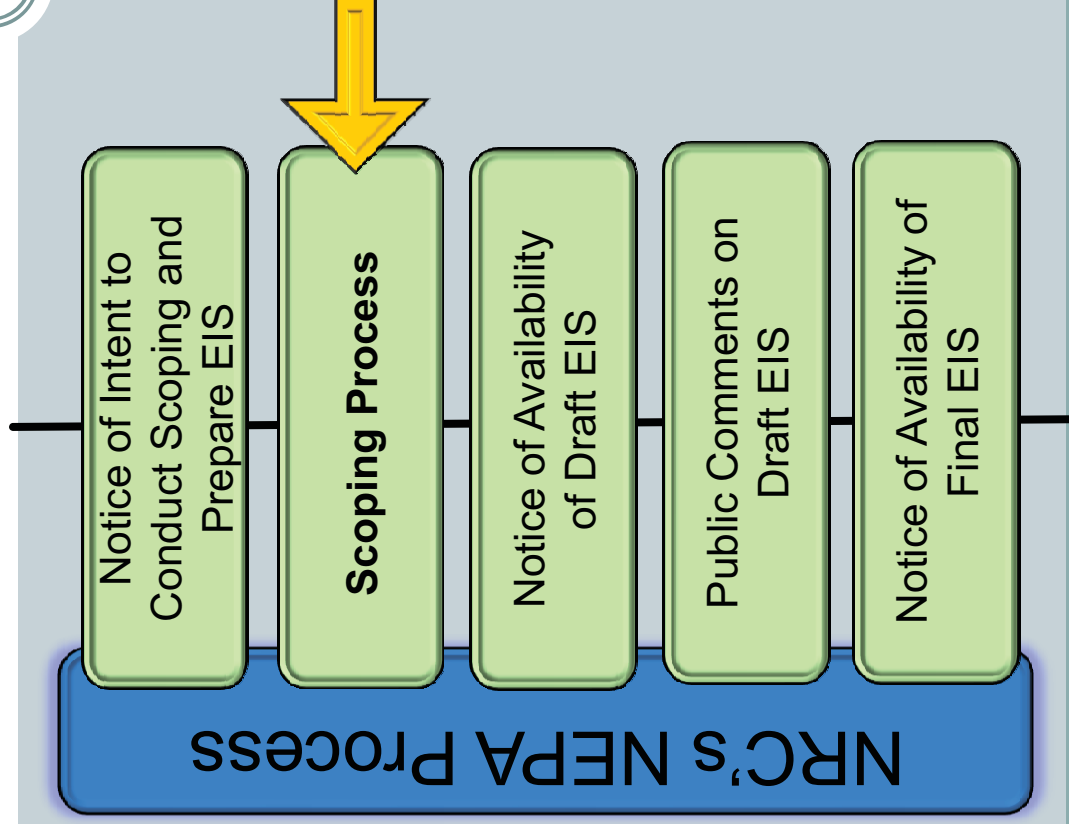 NRC's NEPA Process
Notice of Intent to
Conduct Scoping and
Prepare EIS
Scoping Process
Notice of Availability
of Draft EIS
Public Comments on
Draft EIS
Notice of Availability of
Final EIS